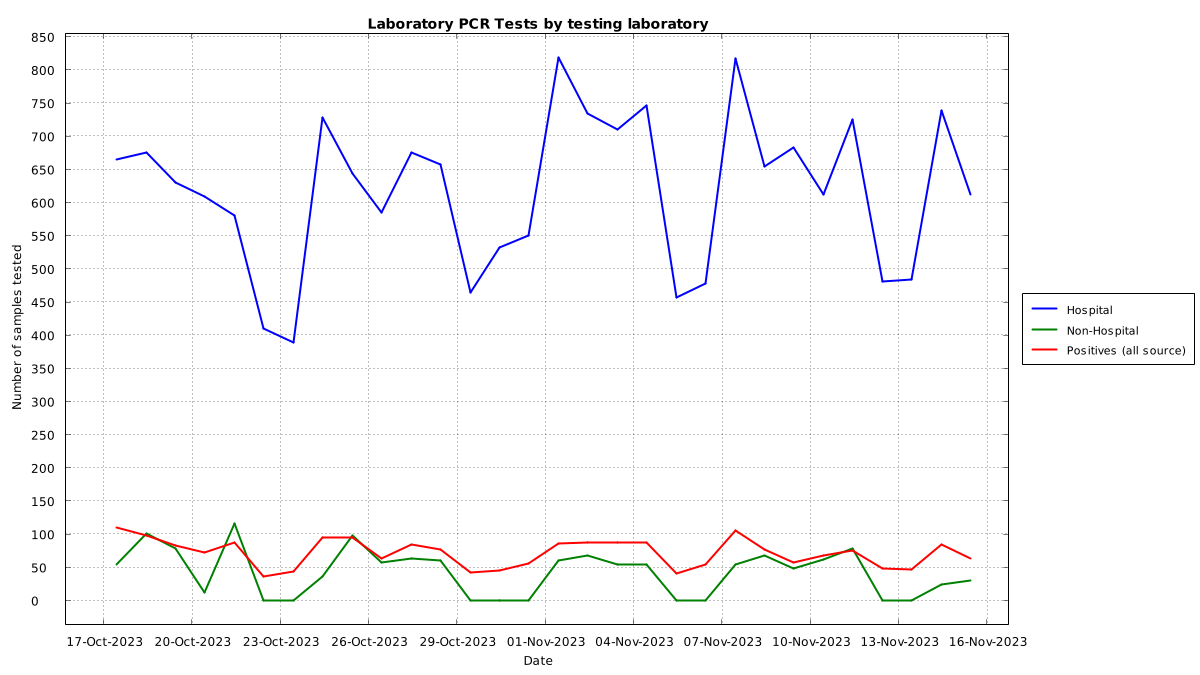 Laboratory PCR Tests by testing laboratory
850
800
750
700
650
600
550
500
450
400
350
300
250
200
150
100
50
0
Number of samples tested
17-Oct-2023 20-Oct-2023 23-Oct-2023 26-Oct-2023 29-Oct-2023 01-Nov-2023 04-Nov-2023 07-Nov-2023 10-Nov-2023 13-Nov-2023 16-Nov-2023
Date
Hospital
Non-Hospital
Positives (all source)